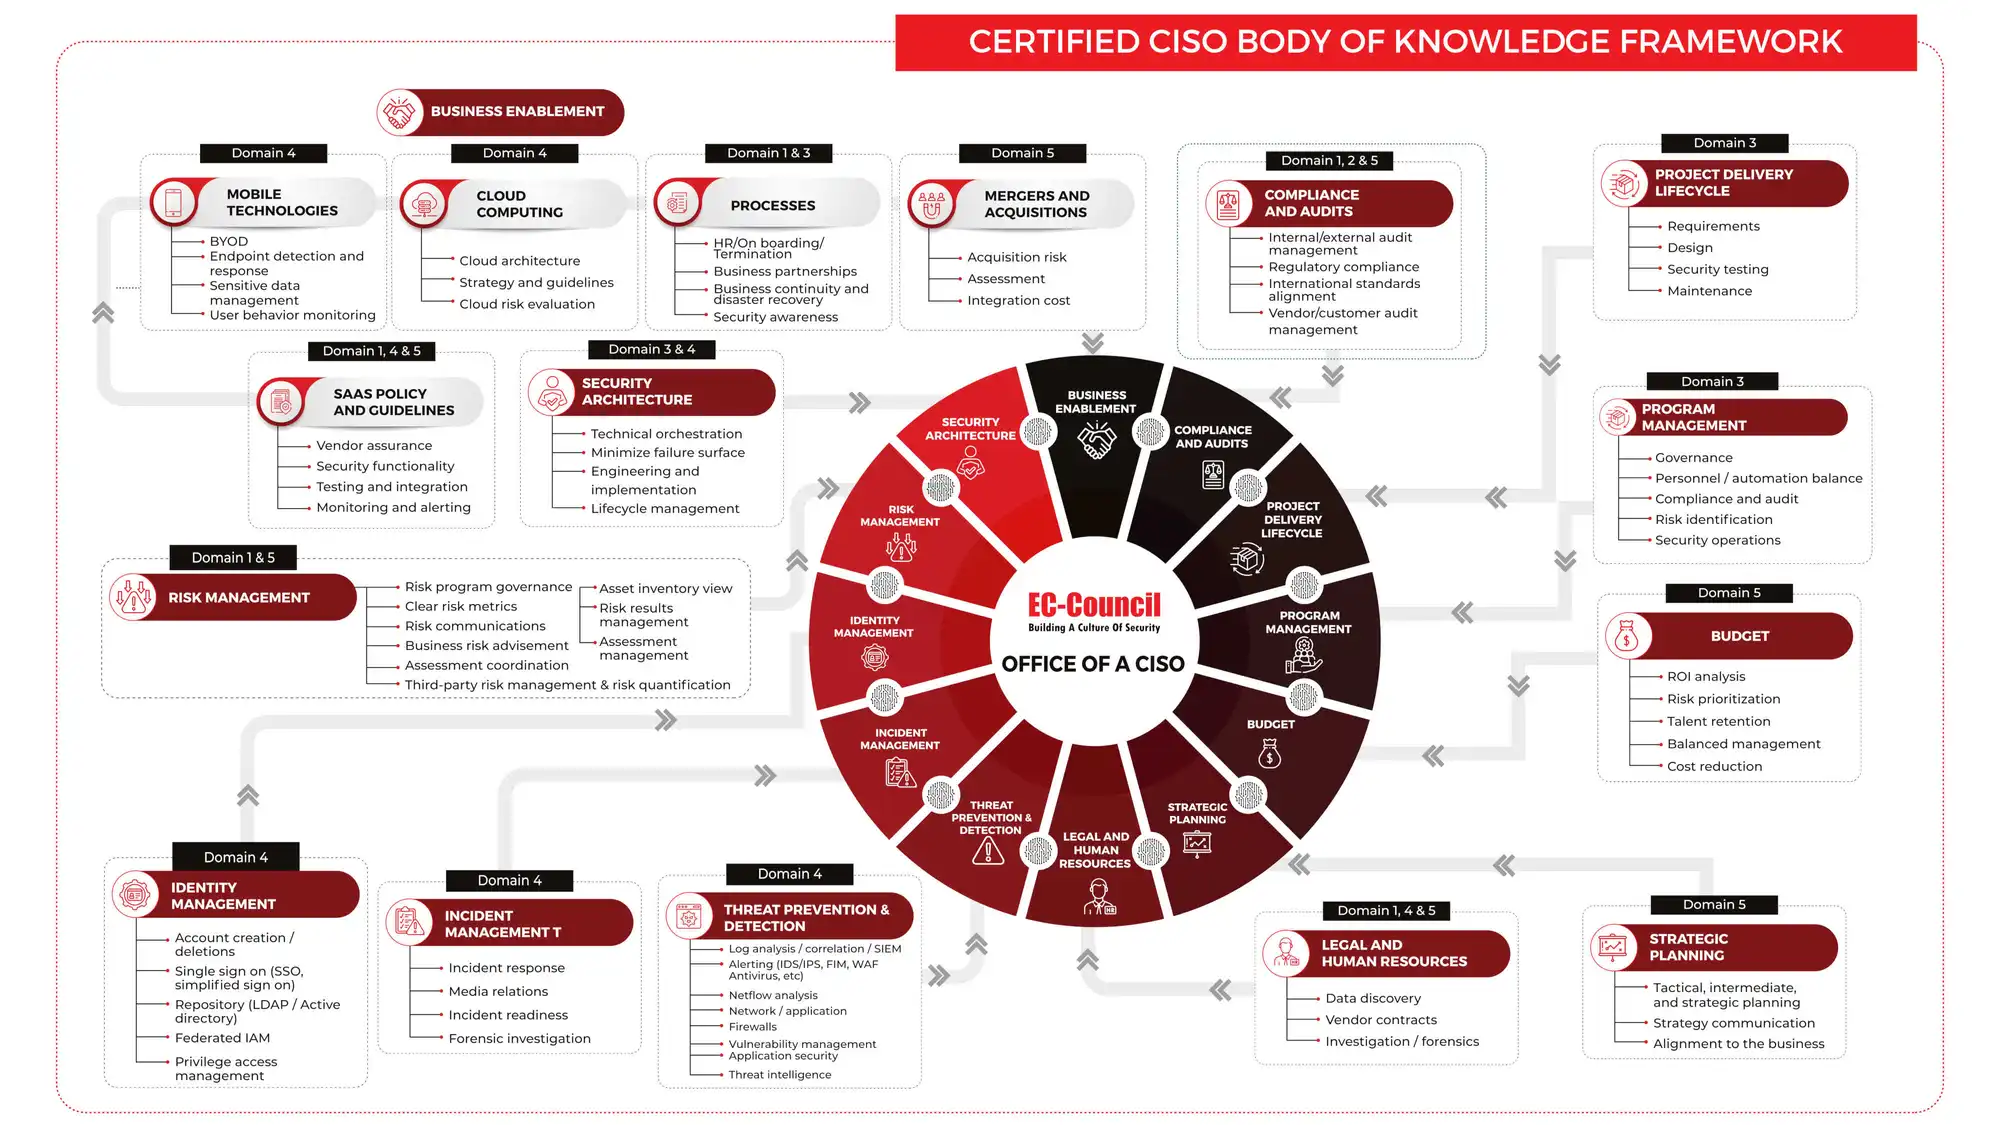 CERTIFIED CISO BODY OF KNOWLEDGE FRAMEWORK
BUSINESS ENABLEMENT
Domain 4
MOBILE
TECHNOLOGIES
BYOD
Endpoint detection and
response
Sensitive data
management
User behavior monitoring
Domain 4
CLOUD
COMPUTING
Cloud architecture
Strategy and guidelines
Cloud risk evaluation
Domain 1 & 3
PROCESSES
HR/On boarding/
Termination
Business partnerships
Business continuity and
disaster recovery
Security awareness
Domain 5
MERGERS AND
ACQUISITIONS
Acquisition risk
Assessment
Integration cost
Domain 1, 2 & 5
COMPLIANCE
AND AUDITS
Internal/external audit
management
Regulatory compliance
International standards
alignment
Vendor/customer audit
management
Domain 3
PROJECT DELIVERY
LIFECYCLE
Requirements
Design
Security testing
Maintenance
Domain 1, 4 & 5
SAAS POLICY
AND GUIDELINES
Vendor assurance
Security functionality
Testing and integration
Monitoring and alerting
Domain 3 & 4
SECURITY
ARCHITECTURE
Technical orchestration
Minimize failure surface
Engineering and
implementation
Lifecycle management
Domain 3
PROGRAM
MANAGEMENT
Governance
Personnel / automation balance
Compliance and audit
Risk identification
Security operations
Domain 1 & 5
RISK MANAGEMENT
Risk program governance
Clear risk metrics
Risk communications
Business risk advisement
Assessment coordination
Third-party risk management & risk quantification
Asset inventory view
Risk results
management
Assessment
management
Domain 5
BUDGET
ROI analysis
Risk prioritization
Talent retention
Balanced management
Cost reduction
BUSINESS
ENABLEMENT
COMPLIANCE
AND AUDITS
PROJECT
DELIVERY
LIFECYCLE
PROGRAM
MANAGEMENT
BUDGET
STRATEGIC
PLANNING
LEGAL AND
HUMAN
RESOURCES
HR
THREAT
PREVENTION &
DETECTION
INCIDENT
MANAGEMENT
IDENTITY
MANAGEMENT
RISK
MANAGEMENT
SECURITY
ARCHITECTURE
EC-Council
Building A Culture Of Security
OFFICE OF A CISO
Domain 4
IDENTITY
MANAGEMENT
Account creation /
deletions
Single sign on (SSO,
simplified sign on)
Repository (LDAP / Active
directory)
Federated IAM
Privilege access
management
Domain 4
INCIDENT
MANAGEMENT T
Incident response
Media relations
Incident readiness
Forensic investigation
Domain 4
THREAT PREVENTION &
DETECTION
Log analysis / correlation / SIEM
Alerting (IDS/IPS, FIM, WAF
Antivirus, etc)
Netflow analysis
Network / application
Firewalls
Vulnerability management
Application security
Threat intelligence
Domain 1, 4 & 5
LEGAL AND
HUMAN RESOURCES
Data discovery
Vendor contracts
Investigation / forensics
Domain 5
STRATEGIC
PLANNING
Tactical, intermediate,
and strategic planning
Strategy communication
Alignment to the business